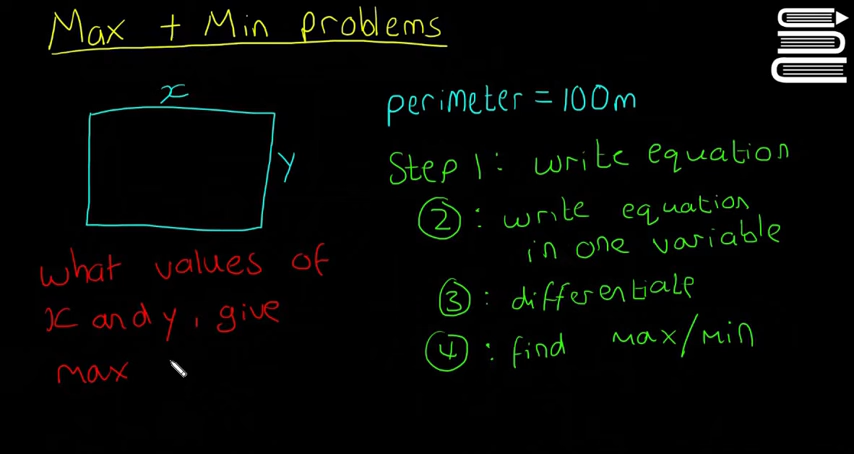 Max + Min problems
x
y
perimeter = 100m
Step 1: write equation
②: write equation
in one variable
③: differentiate
④: find max/min
what values of
x and y, give
max